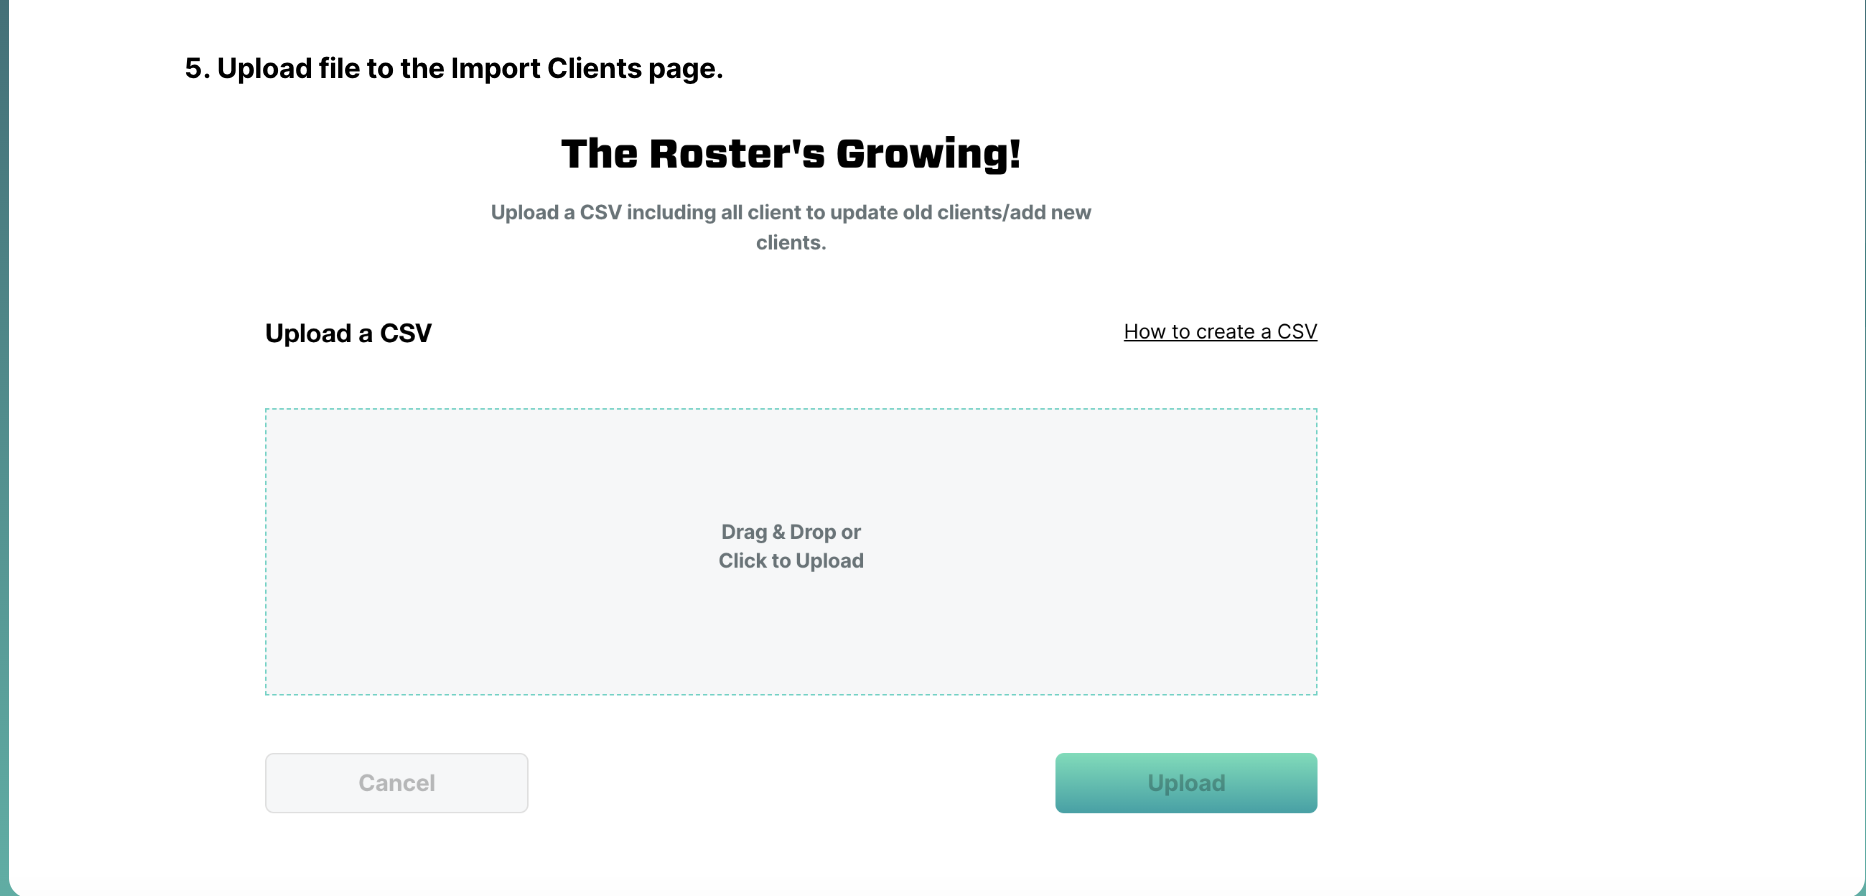 5. Upload file to the Import Clients page.
The Roster's Growing!
Upload a CSV including all client to update old clients/add new
clients.
Upload a CSV
How to create a CSV
Drag & Drop or
Click to Upload
Cancel
Upload